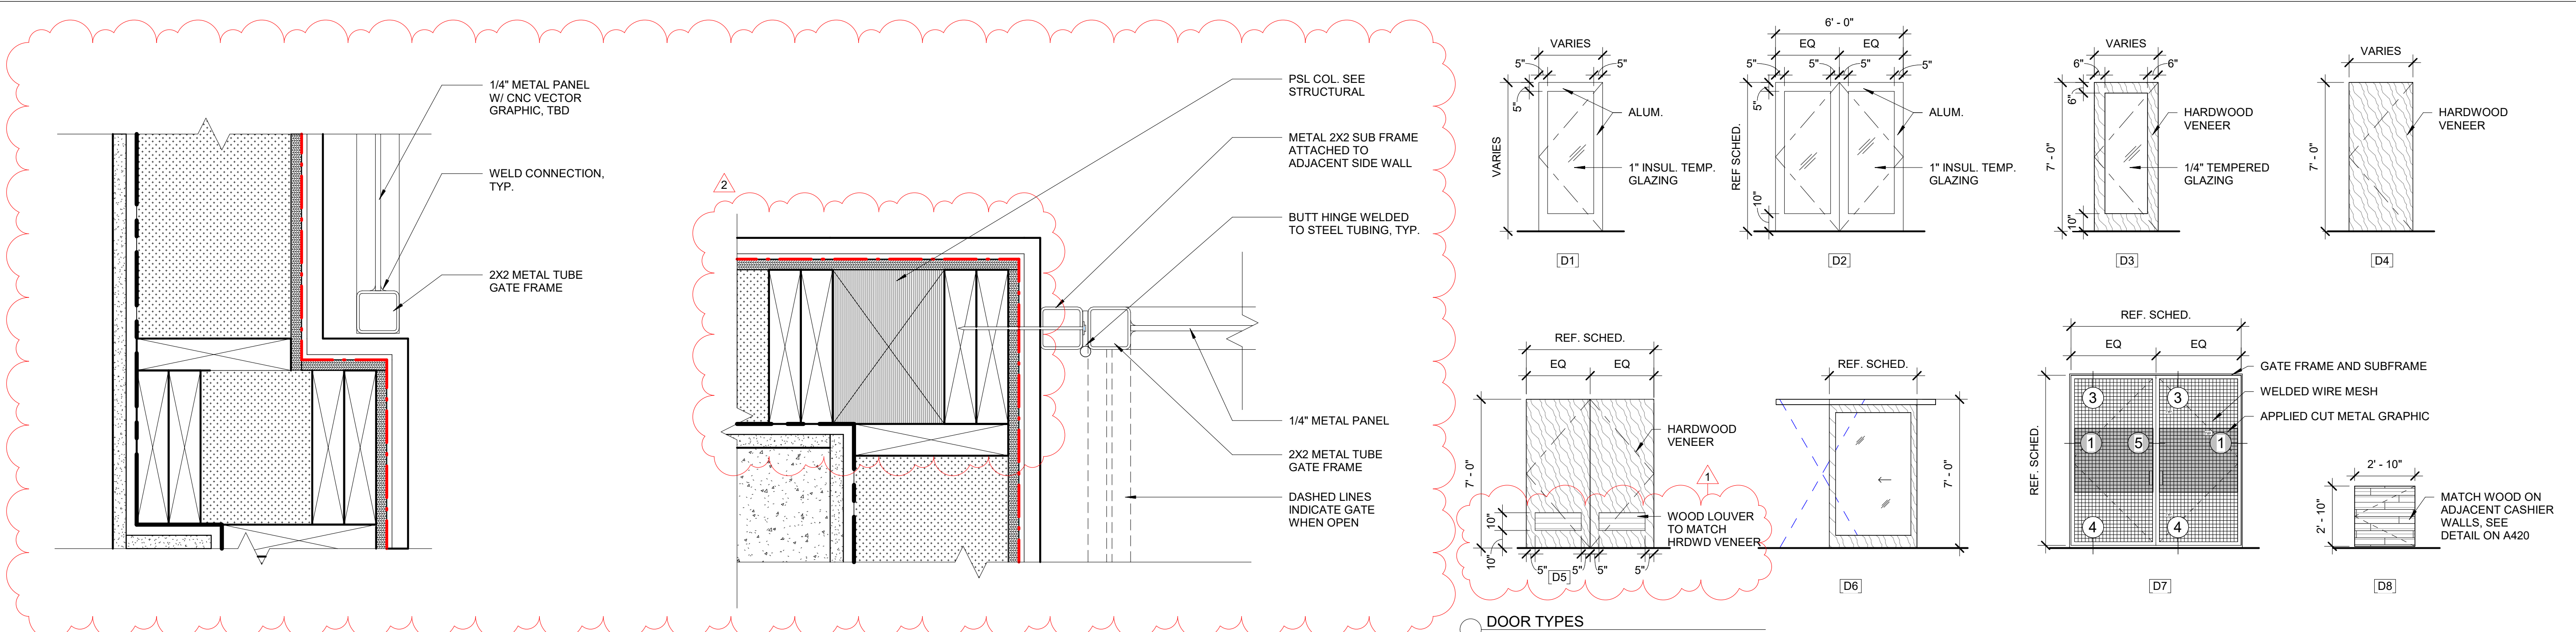 1/4" METAL PANEL
W/ CNC VECTOR
GRAPHIC, TBD
WELD CONNECTION,
TYP.
2X2 METAL TUBE
GATE FRAME
2
PSL COL. SEE
STRUCTURAL
METAL 2X2 SUB FRAME
ATTACHED TO
ADJACENT SIDE WALL
BUTT HINGE WELDED
TO STEEL TUBING, TYP.
1/4" METAL PANEL
2X2 METAL TUBE
GATE FRAME
DASHED LINES
INDICATE GATE
WHEN OPEN
VARIES
5" 5"
5"
VARIES
ALUM.
1" INSUL. TEMP.
GLAZING
D1
6' - 0"
EQ EQ
5" 5" 5" 5"
5"
REF SCHED.
10"
ALUM.
1" INSUL. TEMP.
GLAZING
D2
VARIES
6" 6"
6"
7' - 0"
10"
HARDWOOD
VENEER
1/4" TEMPERED
GLAZING
D3
VARIES
7' - 0"
HARDWOOD
VENEER
D4
REF. SCHED.
EQ EQ
7' - 0"
10"
10"
HARDWOOD
VENEER
1
WOOD LOUVER
TO MATCH
HRDWD VENEER
5" 5" 5" 5"
D5
REF. SCHED.
7' - 0"
D6
REF. SCHED.
EQ EQ
REF. SCHED.
GATE FRAME AND SUBFRAME
WELDED WIRE MESH
APPLIED CUT METAL GRAPHIC
3 3
1 5 1
4 4
D7
2' - 10"
2' - 10"
MATCH WOOD ON
ADJACENT CASHIER
WALLS, SEE
DETAIL ON A420
D8
DOOR TYPES